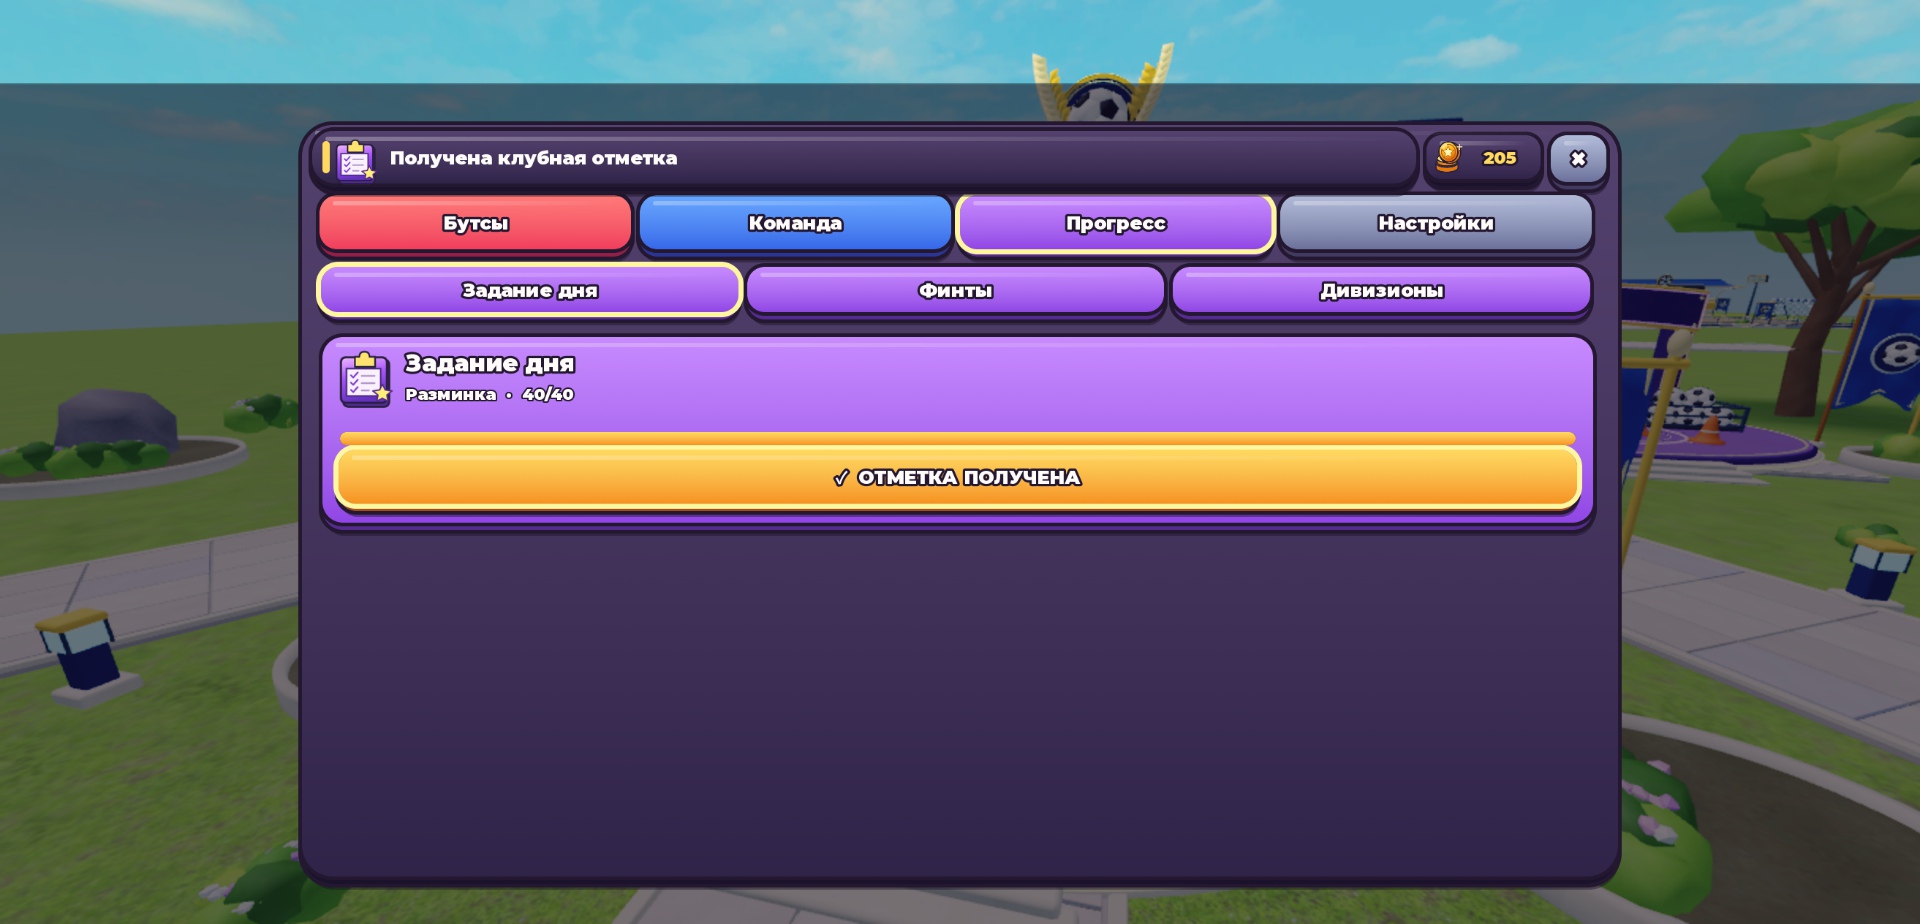 Получена клубная отметка
205
Бутсы
Команда
Прогресс
Настройки
Задание дня
Финты
Дивизионы
Задание дня
Разминка • 40/40
✓ ОТМЕТКА ПОЛУЧЕНА